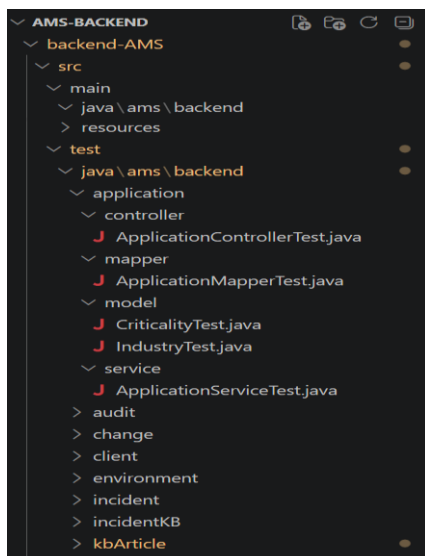 AMS-BACKEND
backend-AMS
src
main
java\ams\backend
resources
test
java\ams\backend
application
controller
J ApplicationControllerTest.java
mapper
J ApplicationMapperTest.java
model
J CriticalityTest.java
J IndustryTest.java
service
J ApplicationServiceTest.java
audit
change
client
environment
incident
incidentKB
kbArticle